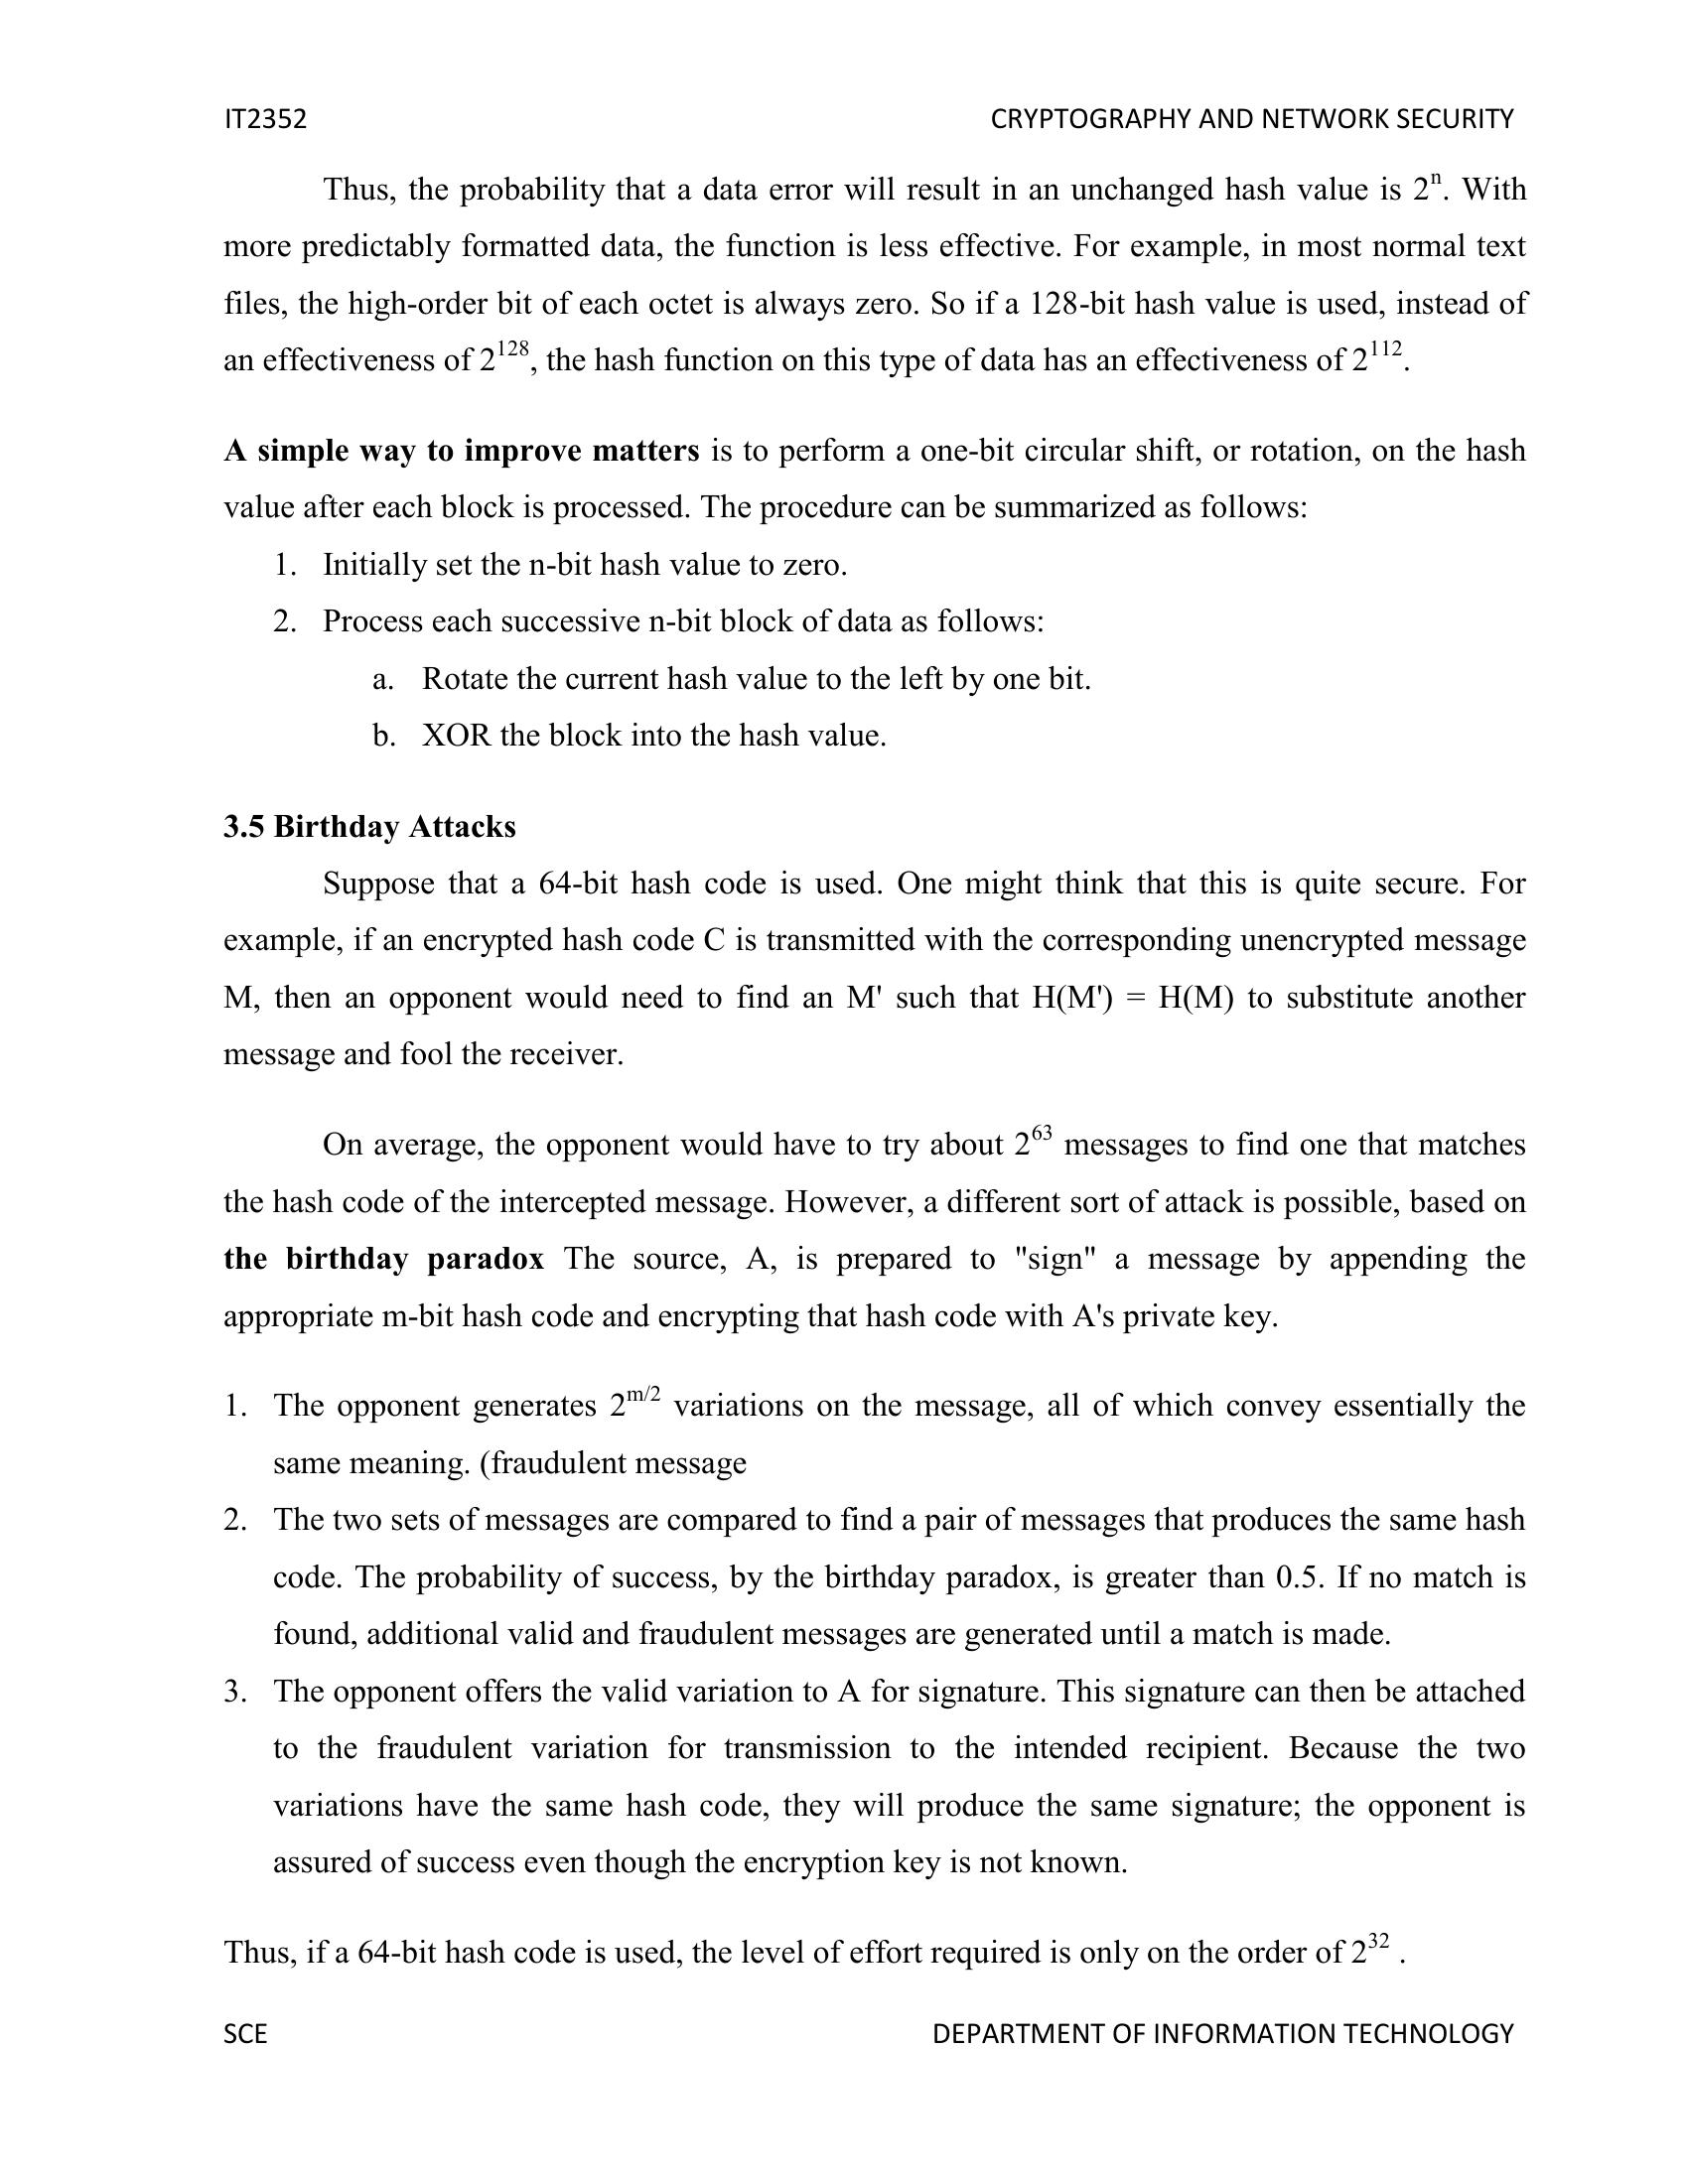 IT2352 CRYPTOGRAPHY AND NETWORK SECURITY
Thus, the probability that a data error will result in an unchanged hash value is 2ⁿ. With
more predictably formatted data, the function is less effective. For example, in most normal text
files, the high-order bit of each octet is always zero. So if a 128-bit hash value is used, instead of
an effectiveness of 2¹²⁸, the hash function on this type of data has an effectiveness of 2¹¹².
A simple way to improve matters is to perform a one-bit circular shift, or rotation, on the hash
value after each block is processed. The procedure can be summarized as follows:
1. Initially set the n-bit hash value to zero.
2. Process each successive n-bit block of data as follows:
a. Rotate the current hash value to the left by one bit.
b. XOR the block into the hash value.
3.5 Birthday Attacks
Suppose that a 64-bit hash code is used. One might think that this is quite secure. For
example, if an encrypted hash code C is transmitted with the corresponding unencrypted message
M, then an opponent would need to find an M' such that H(M') = H(M) to substitute another
message and fool the receiver.
On average, the opponent would have to try about 2⁶³ messages to find one that matches
the hash code of the intercepted message. However, a different sort of attack is possible, based on
the birthday paradox The source, A, is prepared to "sign" a message by appending the
appropriate m-bit hash code and encrypting that hash code with A's private key.
1. The opponent generates 2^m/2 variations on the message, all of which convey essentially the
same meaning. (fraudulent message
2. The two sets of messages are compared to find a pair of messages that produces the same hash
code. The probability of success, by the birthday paradox, is greater than 0.5. If no match is
found, additional valid and fraudulent messages are generated until a match is made.
3. The opponent offers the valid variation to A for signature. This signature can then be attached
to the fraudulent variation for transmission to the intended recipient. Because the two
variations have the same hash code, they will produce the same signature; the opponent is
assured of success even though the encryption key is not known.
Thus, if a 64-bit hash code is used, the level of effort required is only on the order of 2³² .
SCE DEPARTMENT OF INFORMATION TECHNOLOGY